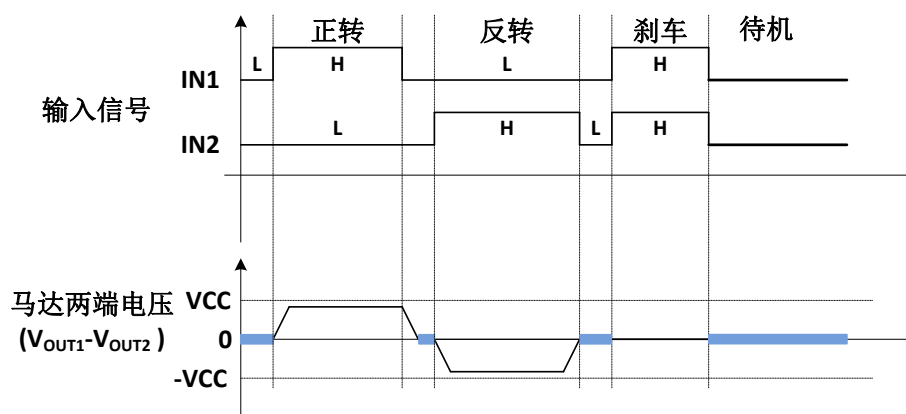 正转 反转 刹车 待机
L H L H
IN1
输入信号
L H L H
IN2
马达两端电压 VCC
(VOUT1-VOUT2 ) 0
-VCC